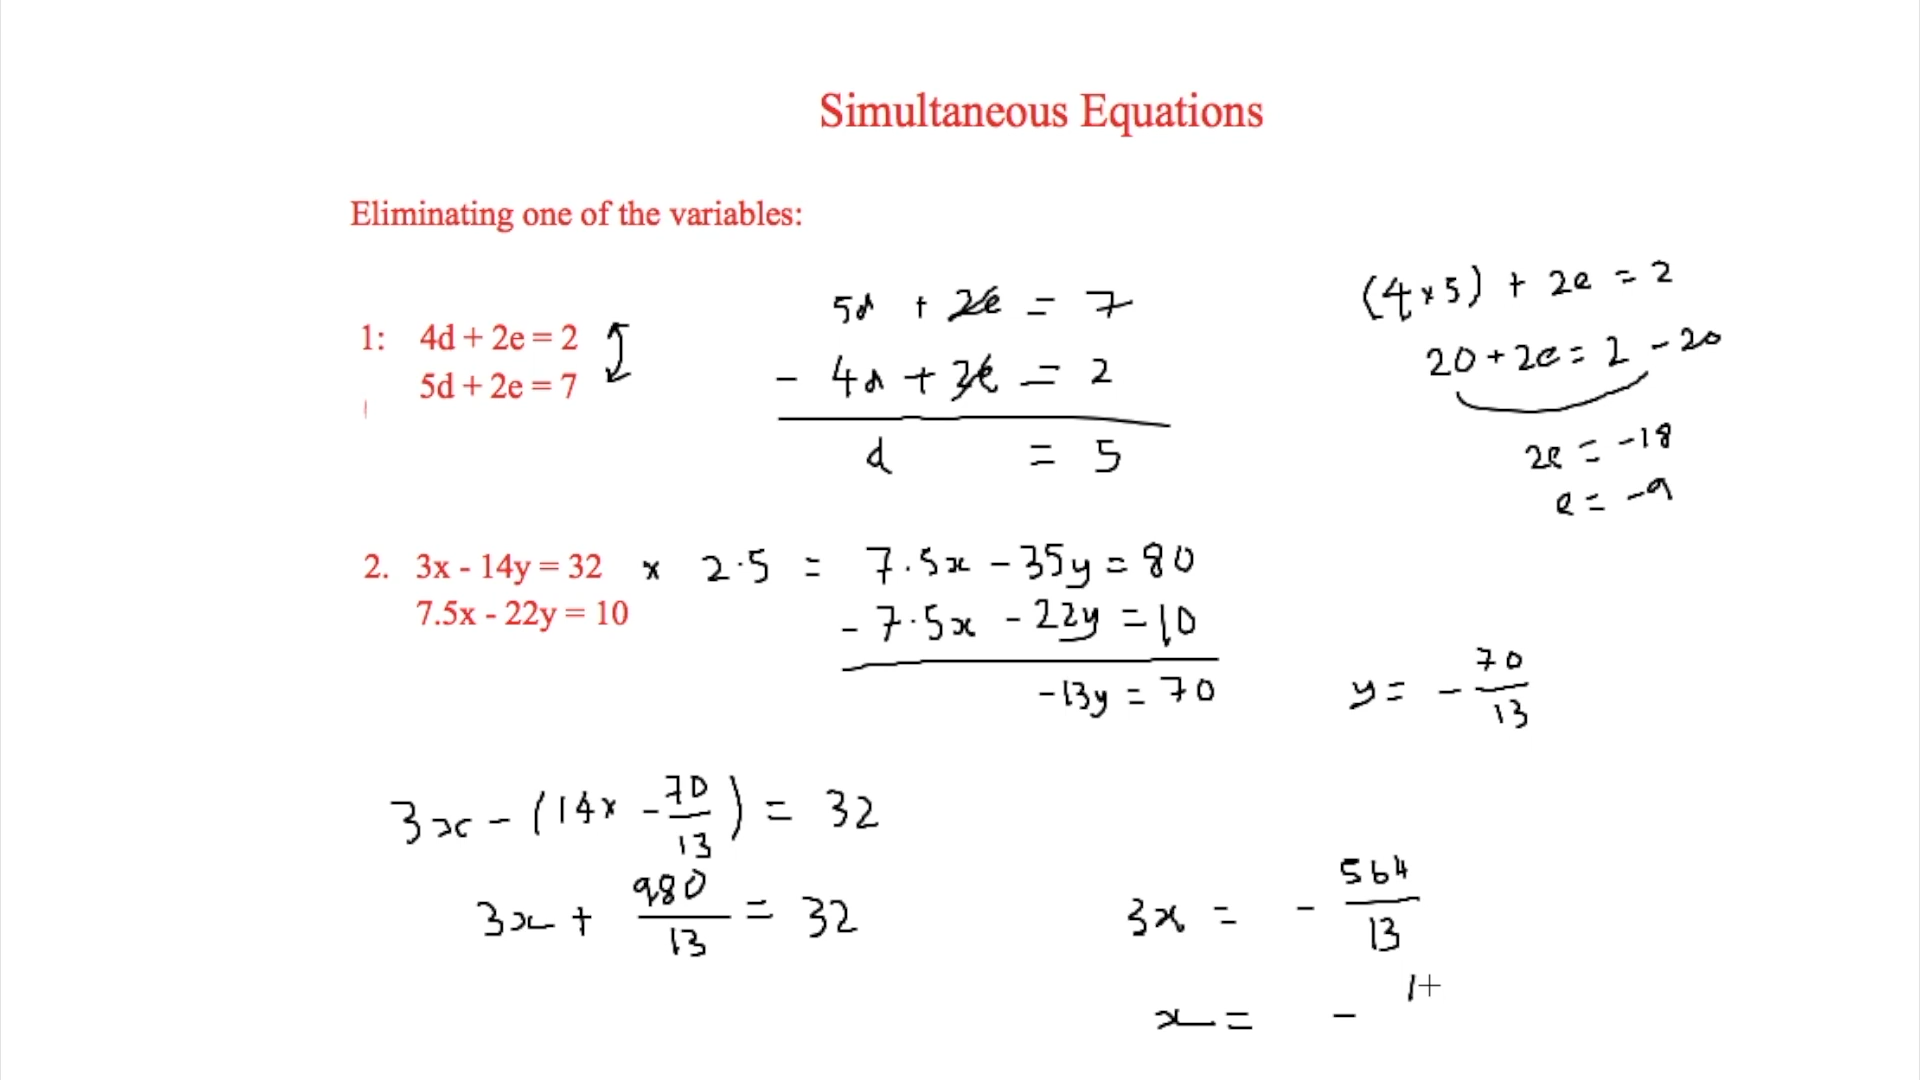 Simultaneous Equations
Eliminating one of the variables:
1: 4d + 2e = 2
5d + 2e = 7
5d + 2e = 7
- 4d + 2e = 2
d = 5
(4 x 5) + 2e = 2
20 + 2e = 2 - 20
2e = -18
e = -9
2. 3x - 14y = 32 x 2.5 = 7.5x - 35y = 80
7.5x - 22y = 10
- 7.5x - 22y = 10
-13y = 70
y = - 70/13
3x - (14x - 70/13) = 32
3x + 980/13 = 32
3x = - 564/13
x = - 1